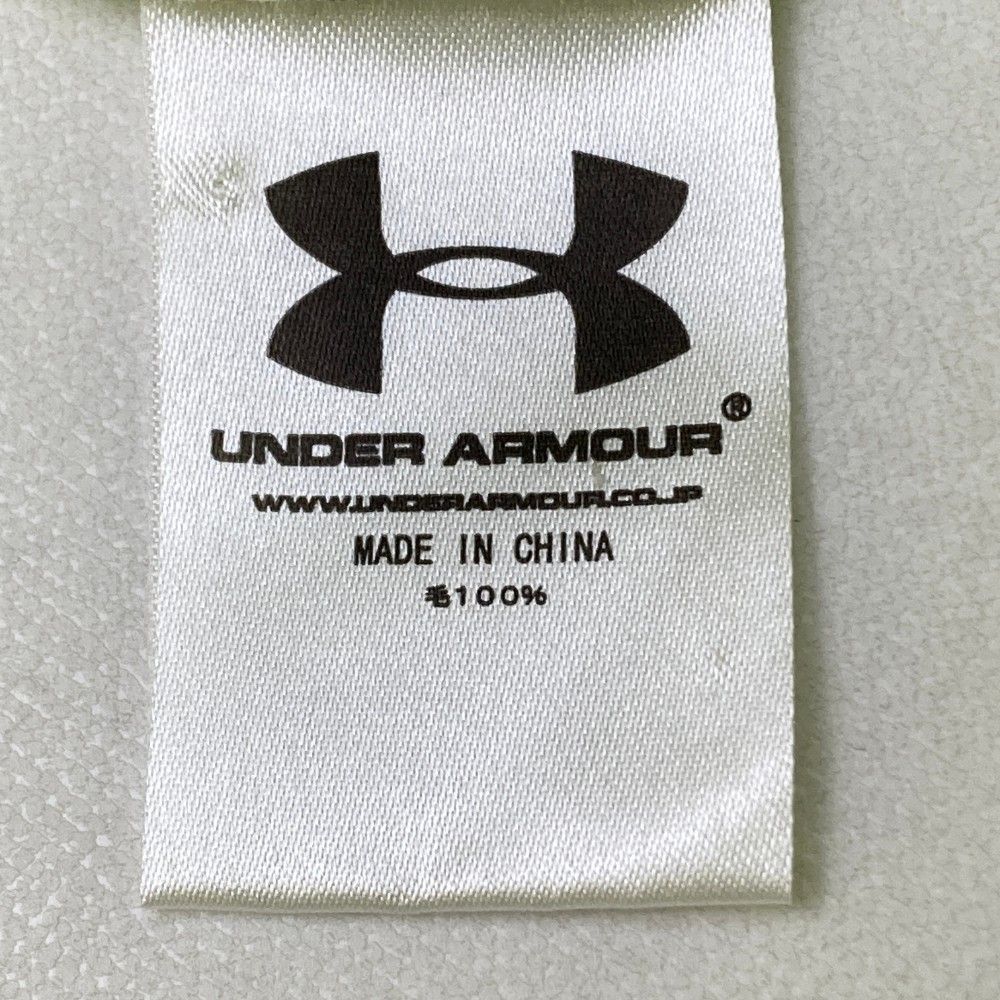 UNDER ARMOUR®
WWW.UNDERARMOUR.CO.JP
MADE IN CHINA
毛100%